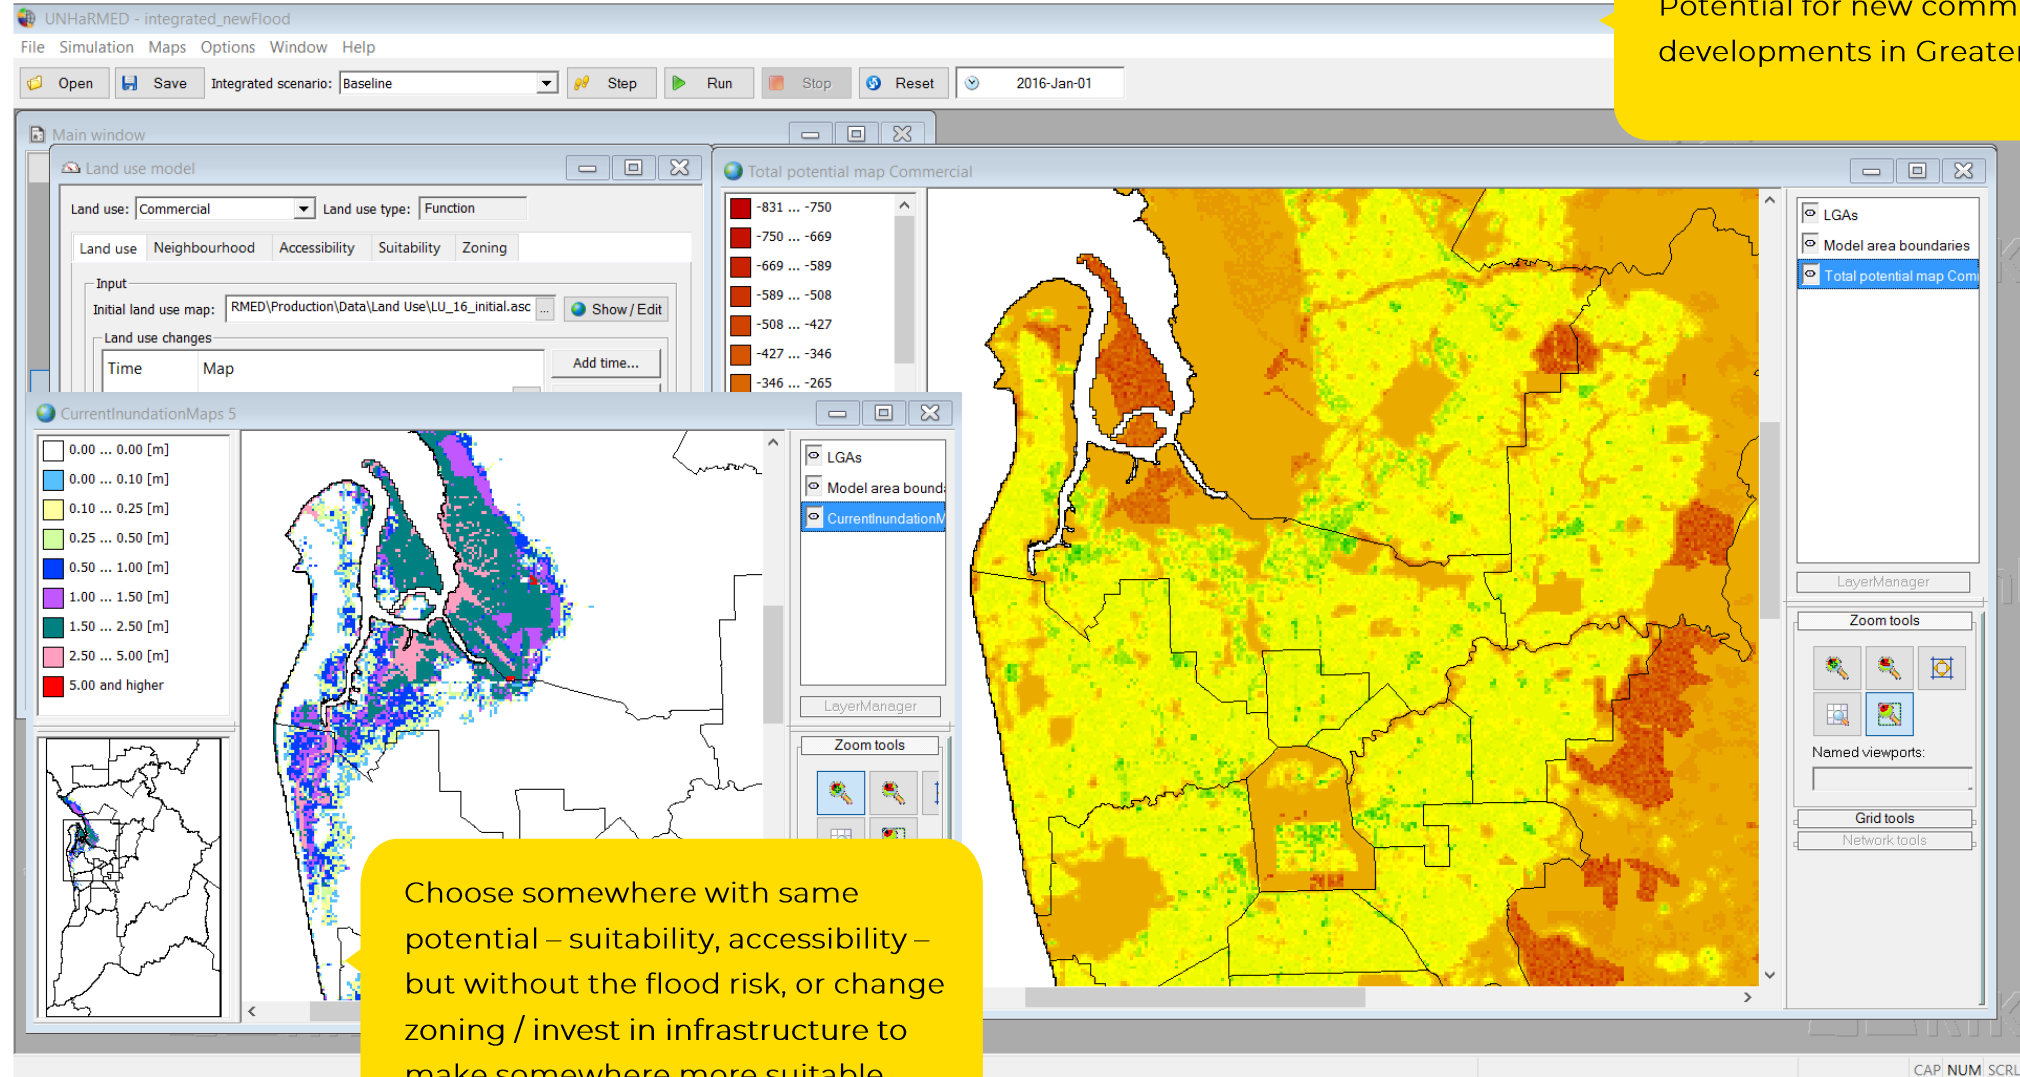 UNHaRMED - integrated_newFlood
Potential for new comm
developments in Greater
File Simulation Maps Options Window Help
Open Save Integrated scenario: Baseline Step Run Stop Reset 2016-Jan-01
Main window
Land use model
Land use: Commercial Land use type: Function
Land use Neighbourhood Accessibility Suitability Zoning
Input
Initial land use map: RMED\Production\Data\Land Use\LU_16_initial.asc ... Show / Edit
Land use changes
Time Map Add time...
Total potential map Commercial
-831 ... -750
-750 ... -669
-669 ... -589
-589 ... -508
-508 ... -427
-427 ... -346
-346 ... -265
LGAs
Model area boundaries
Total potential map Com
LayerManager
Zoom tools
Named viewports:
Grid tools
Network tools
CurrentInundationMaps 5
0.00 ... 0.00 [m]
0.00 ... 0.10 [m]
0.10 ... 0.25 [m]
0.25 ... 0.50 [m]
0.50 ... 1.00 [m]
1.00 ... 1.50 [m]
1.50 ... 2.50 [m]
2.50 ... 5.00 [m]
5.00 and higher
LGAs
Model area bound
CurrentInundationM
LayerManager
Zoom tools
Choose somewhere with same
potential – suitability, accessibility –
but without the flood risk, or change
zoning / invest in infrastructure to
make somewhere more suitable
CAP NUM SCRL